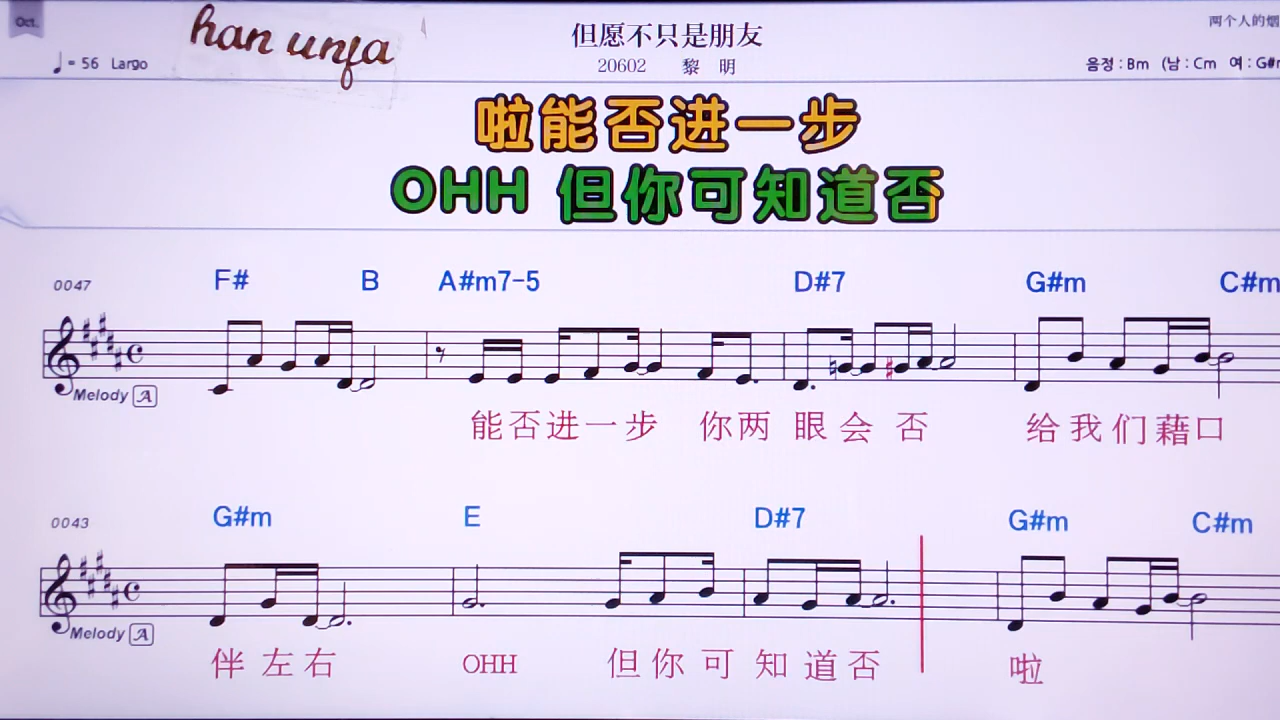 Oct.
han unfa
但愿不只是朋友
两个人的烟
♩= 56 Largo
20602 黎 明
음정 : Bm (남 : Cm 여 : G#m
啦能否进一步
OHH 但你可知道否
0047 F# B A#m7-5 D#7 G#m C#m
Melody A
能否进一步 你两 眼会 否 给我们藉口
0043 G#m E D#7 G#m C#m
Melody A
伴左右 OHH 但你可知道否 啦